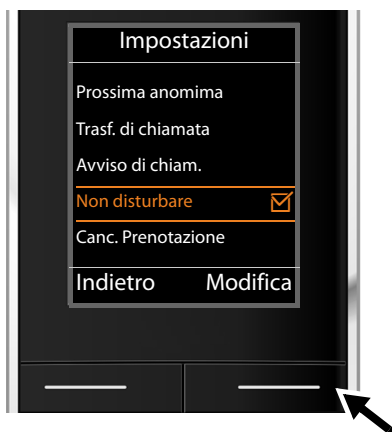 Impostazioni
Prossima anomima
Trasf. di chiamata
Avviso di chiam.
Non disturbare
Canc. Prenotazione
Indietro Modifica